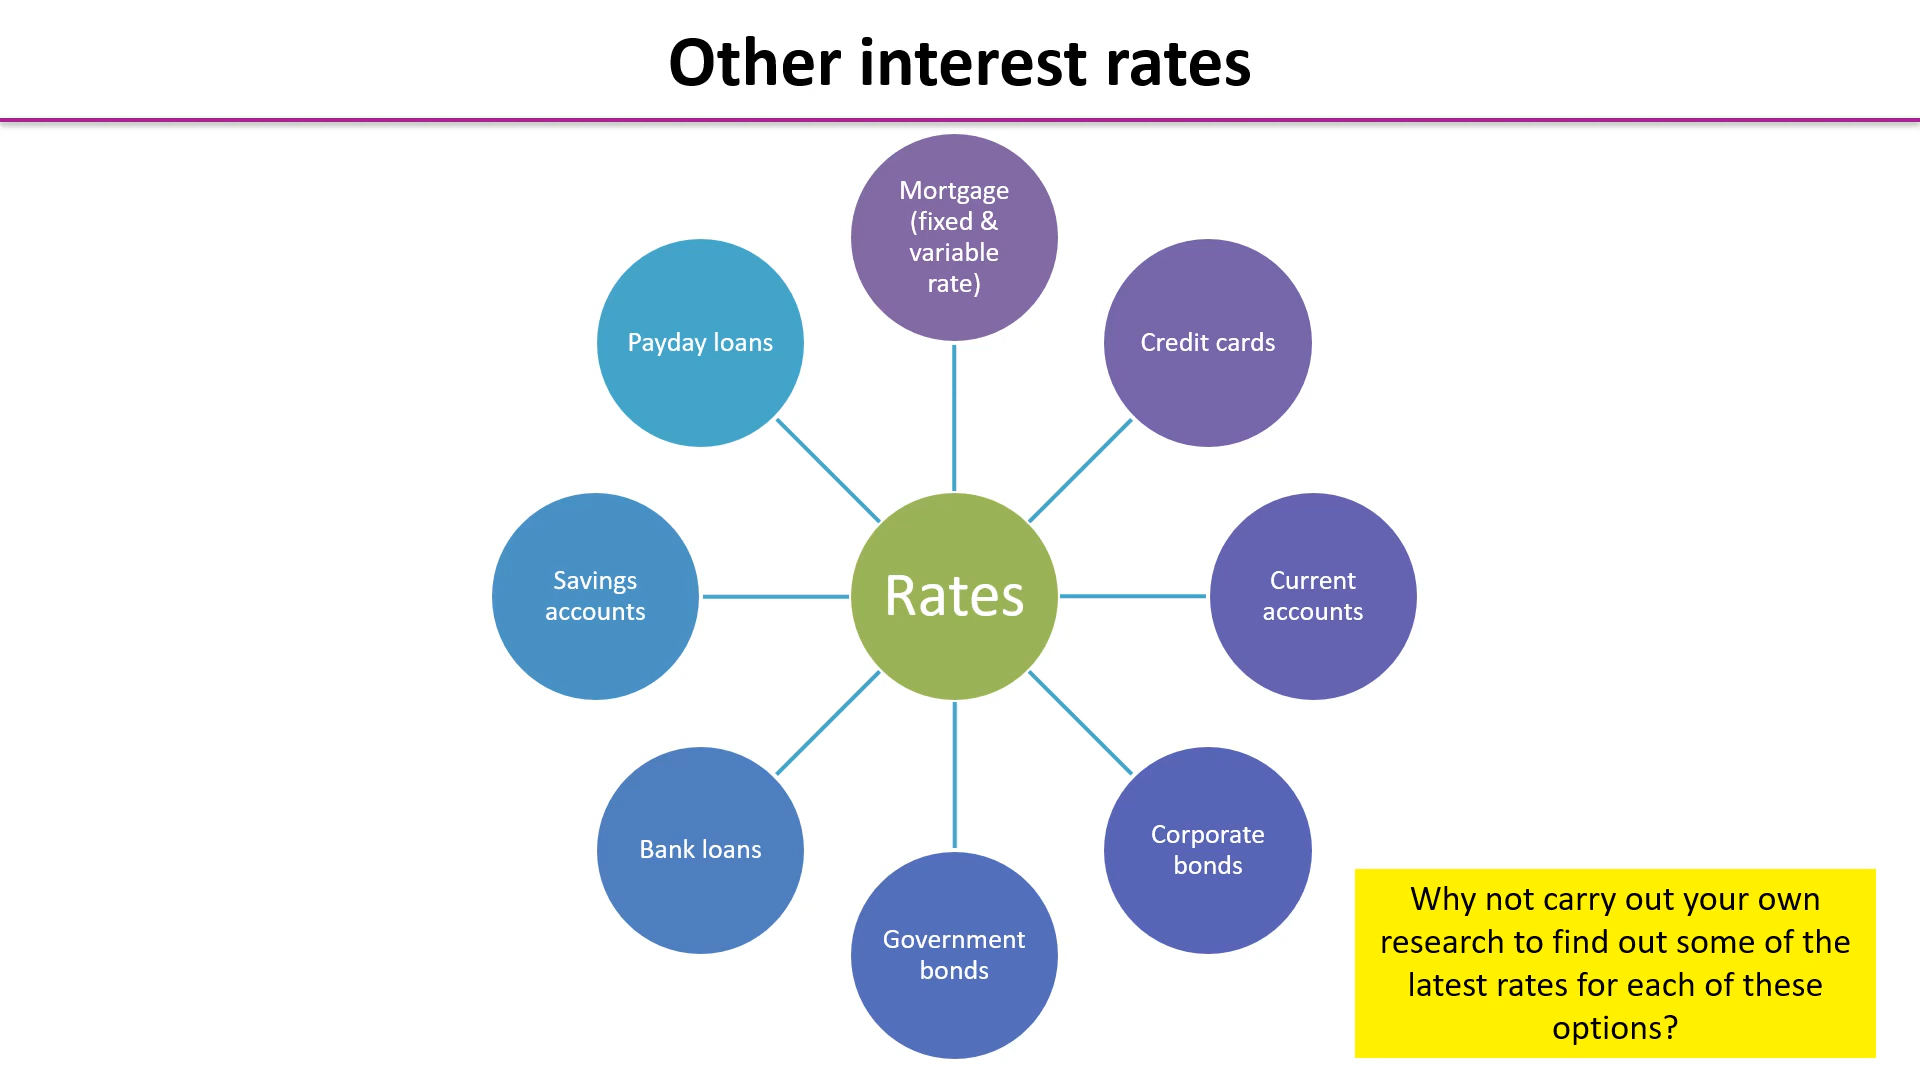 Other interest rates
Mortgage
(fixed &
variable
rate)
Credit cards
Current
accounts
Corporate
bonds
Government
bonds
Bank loans
Savings
accounts
Payday loans
Rates
Why not carry out your own
research to find out some of the
latest rates for each of these
options?